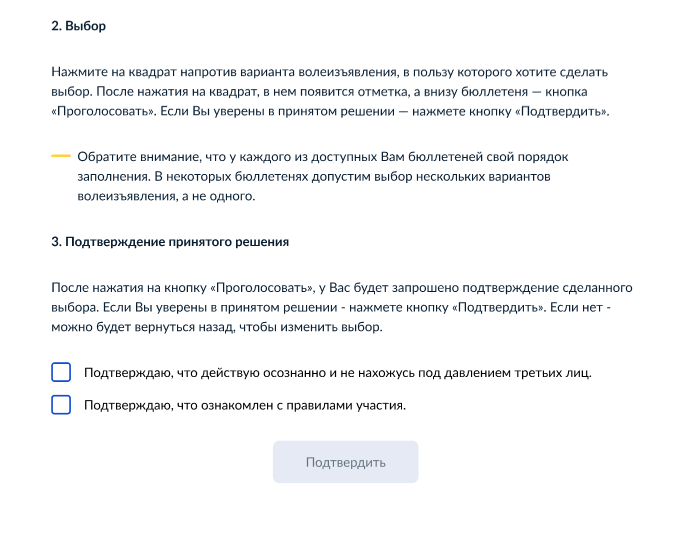 2. Выбор
Нажмите на квадрат напротив варианта волеизъявления, в пользу которого хотите сделать
выбор. После нажатия на квадрат, в нем появится отметка, а внизу бюллетеня — кнопка
«Проголосовать». Если Вы уверены в принятом решении — нажмете кнопку «Подтвердить».
Обратите внимание, что у каждого из доступных Вам бюллетеней свой порядок
заполнения. В некоторых бюллетенях допустим выбор нескольких вариантов
волеизъявления, а не одного.
3. Подтверждение принятого решения
После нажатия на кнопку «Проголосовать», у Вас будет запрошено подтверждение сделанного
выбора. Если Вы уверены в принятом решении - нажмете кнопку «Подтвердить». Если нет -
можно будет вернуться назад, чтобы изменить выбор.
Подтверждаю, что действую осознанно и не нахожусь под давлением третьих лиц.
Подтверждаю, что ознакомлен с правилами участия.
Подтвердить